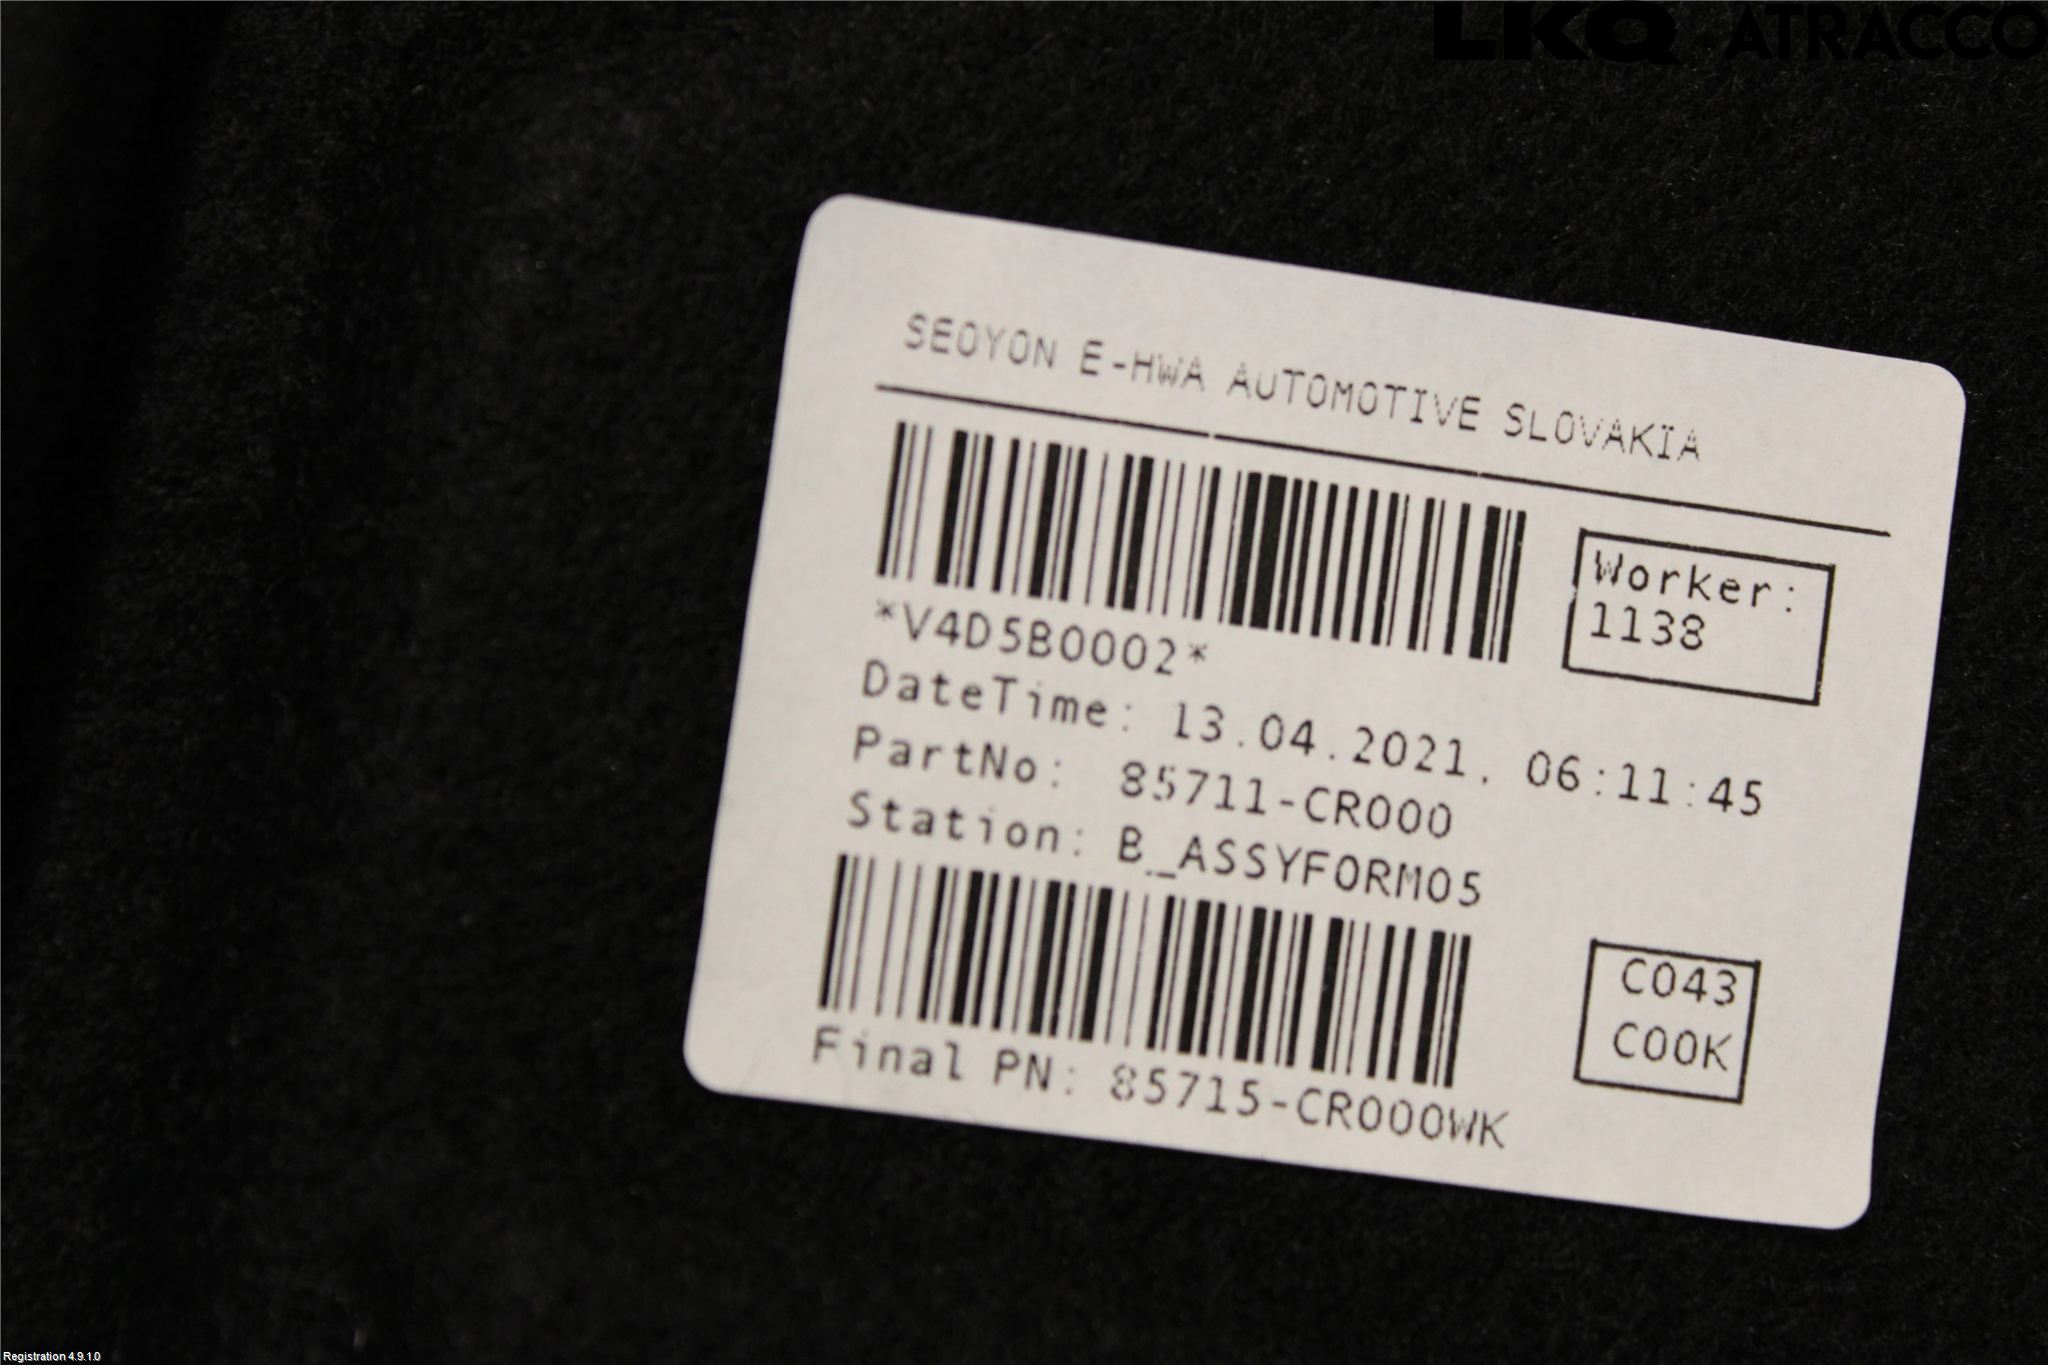 LKQ · ATRACCO
SEOYON E-HWA AUTOMOTIVE SLOVAKIA
Worker:
1138
*V4D5B0002*
DateTime: 13.04.2021. 06:11:45
PartNo: 85711-CR000
Station: B_ASSYFORM05
C043
C00K
Final PN: 85715-CR000WK
Registration 4.9.1.0